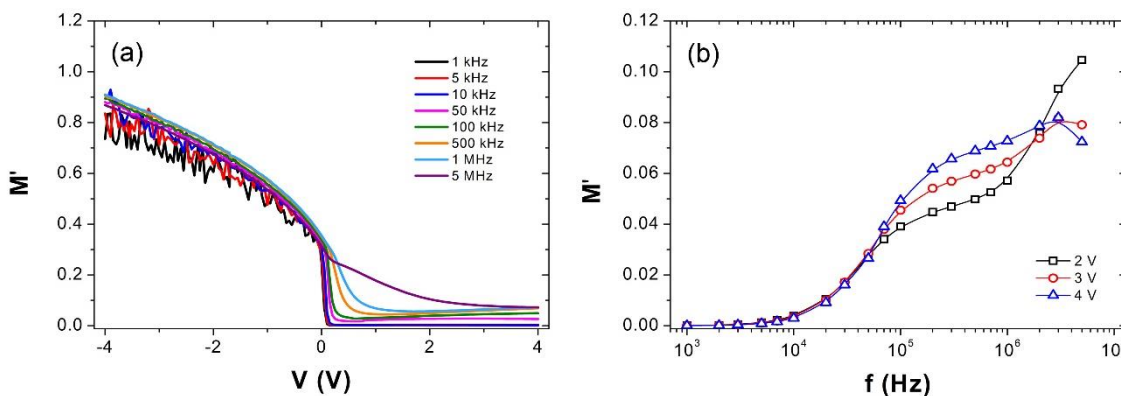 (a)
M'
1.2
1.0
0.8
0.6
0.4
0.2
0.0
-4
-2
0
2
4
V (V)
1 kHz
5 kHz
10 kHz
50 kHz
100 kHz
500 kHz
1 MHz
5 MHz
(b)
M'
0.12
0.10
0.08
0.06
0.04
0.02
0.00
10³
10⁴
10⁵
10⁶
f (Hz)
2 V
3 V
4 V